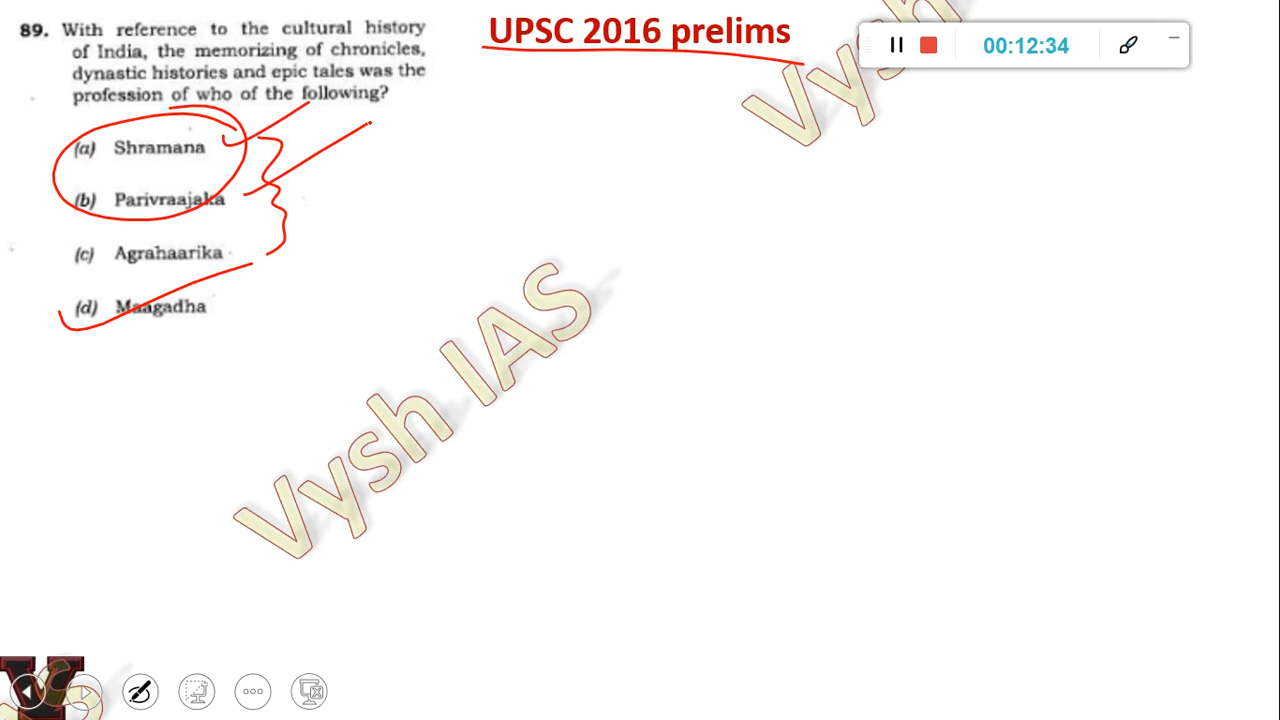 UPSC 2016 prelims
00:12:34
89. With reference to the cultural history
of India, the memorizing of chronicles,
dynastic histories and epic tales was the
profession of who of the following?
(a) Shramana
(b) Parivraajaka
(c) Agrahaarika
(d) Maagadha
Vysh
Vysh IAS
V